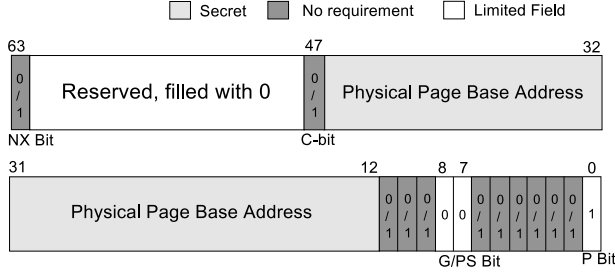 Secret No requirement Limited Field
63 47 32
0/1 Reserved, filled with 0 0/1 Physical Page Base Address
NX Bit C-bit
31 12 8 7 0
Physical Page Base Address 0/1 0/1 0/1 0 0 0/1 0/1 0/1 0/1 0/1 0/1 1
G/PS Bit P Bit